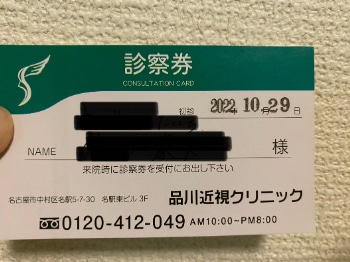 診察券
CONSULTATION CARD
初診 2022年10月29日
NAME 様
来院時に診察券を受付にお出し下さい
名古屋市中村区名駅5-7-30 名駅東ビル 3F 品川近視クリニック
0120-412-049 AM10:00~PM8:00